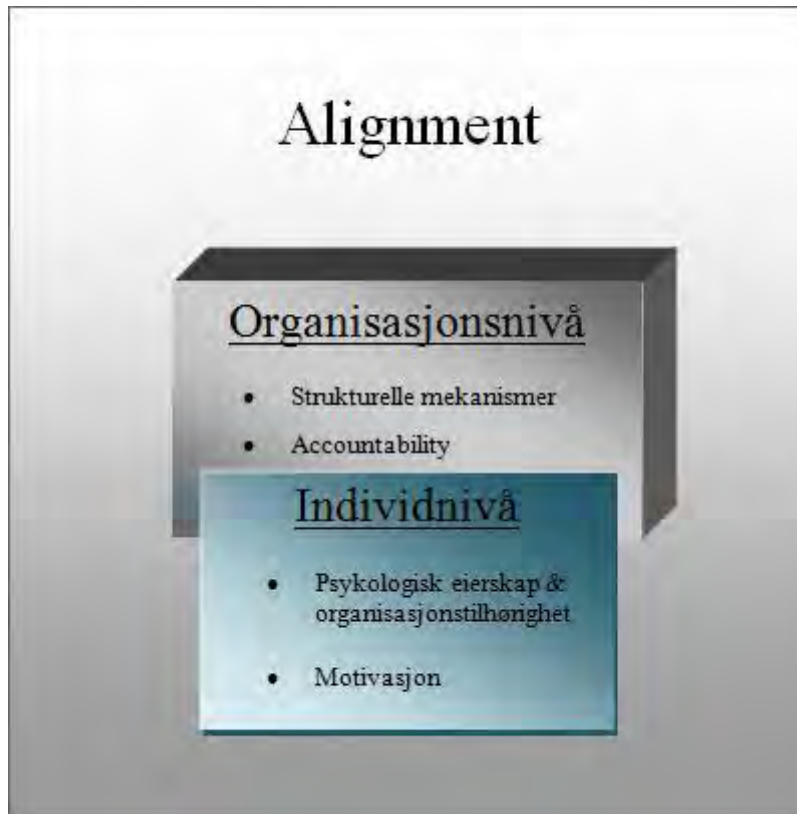 Alignment
Organisasjonsnivå
• Strukturelle mekanismer
• Accountability
Individnivå
• Psykologisk eierskap &
organisasjonstilhørighet
• Motivasjon